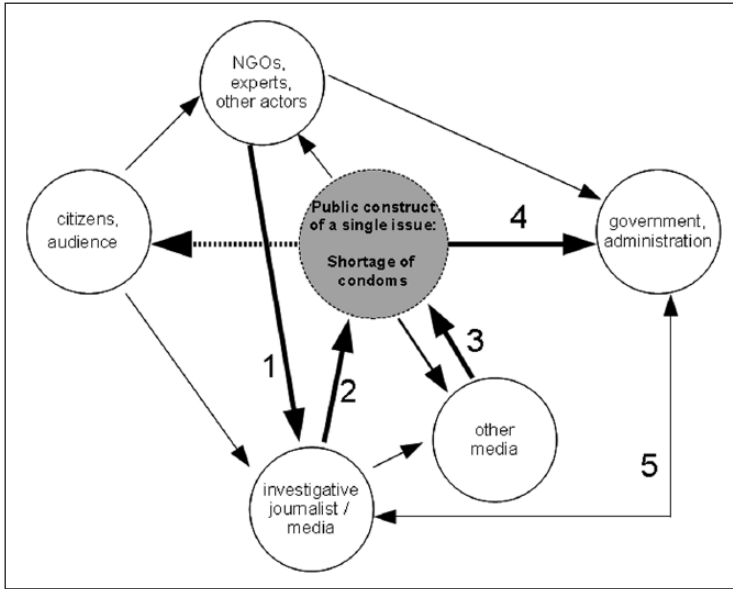 NGOs,
experts,
other actors
citizens,
audience
Public construct
of a single issue:
Shortage of
condoms
4
government,
administration
1
2
3
other
media
5
investigative
journalist /
media